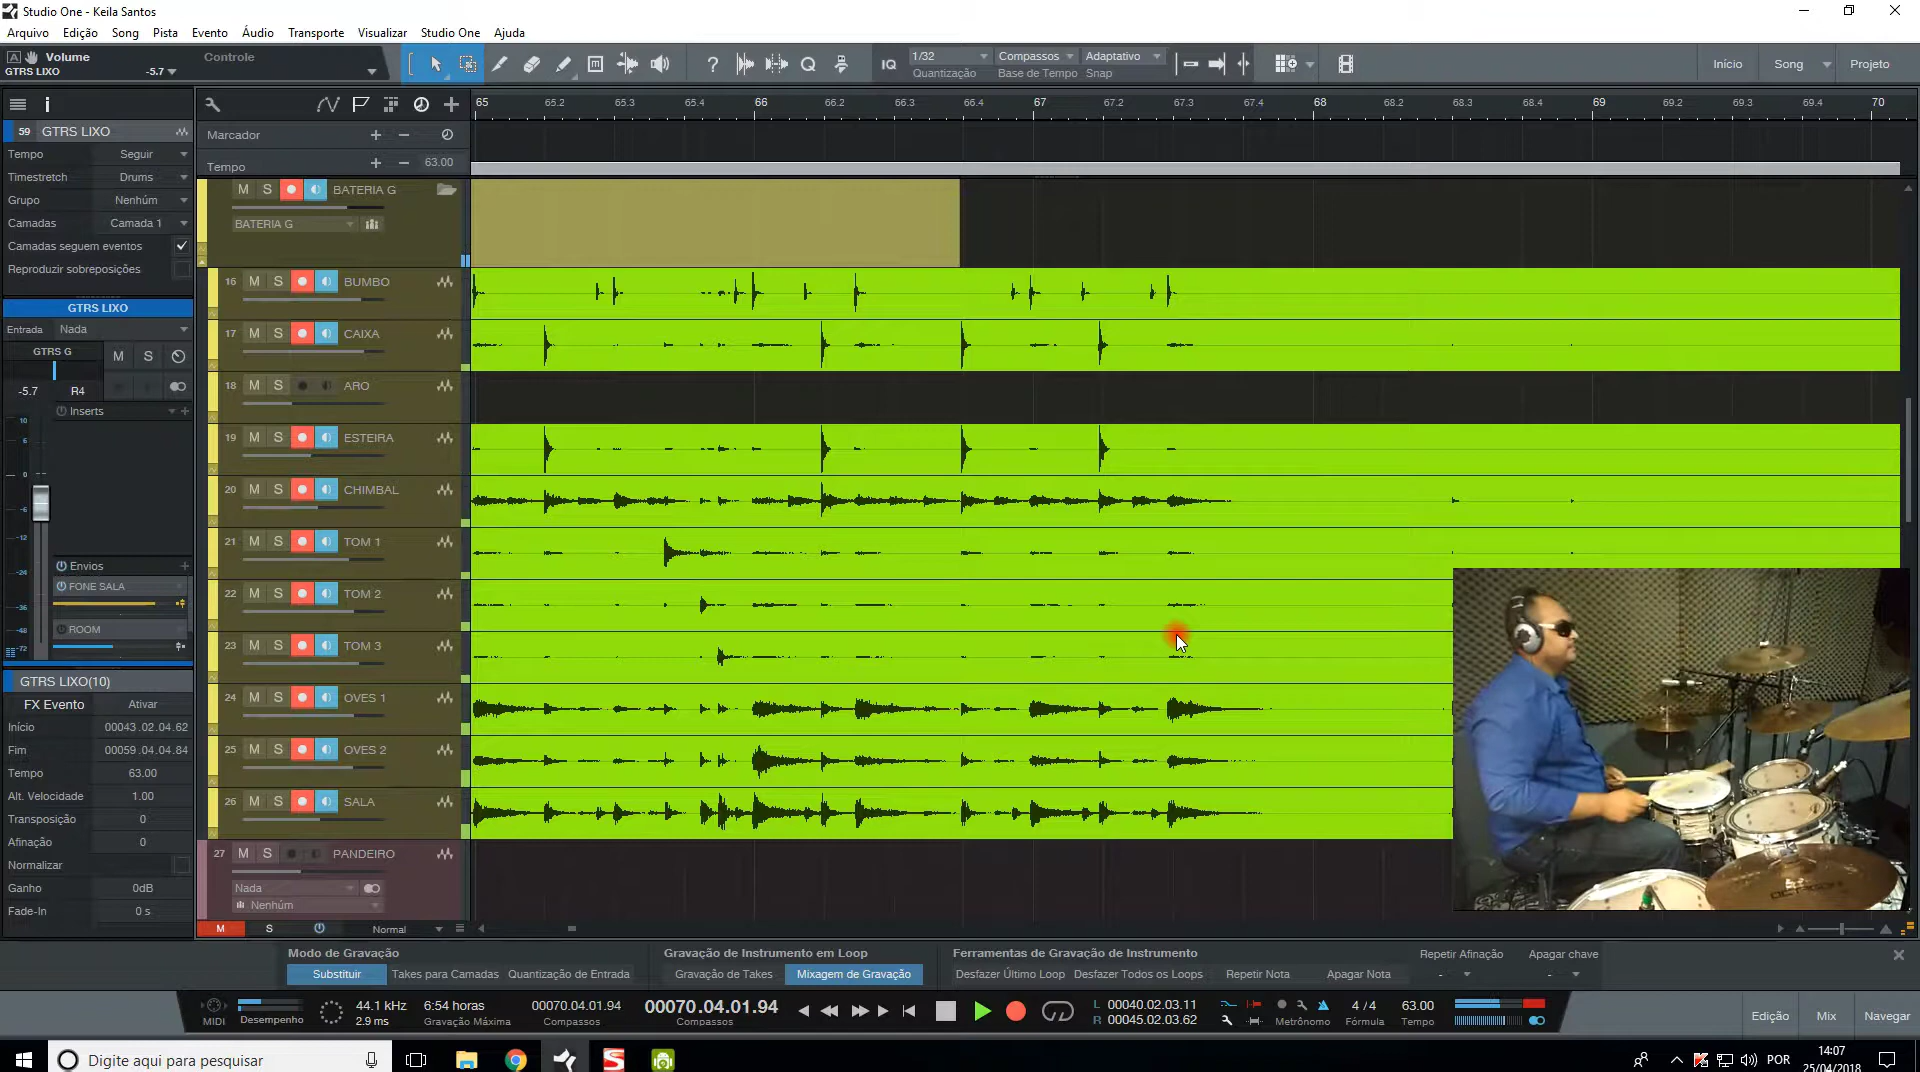 Studio One - Keila Santos
Arquivo Edição Song Pista Evento Áudio Transporte Visualizar Studio One Ajuda
A Volume Controle
GTRS LIXO -5.7
IQ 1/32 Quantização Compassos Base de Tempo Adaptativo Snap
Início Song Projeto
65 65.2 65.3 65.4 66 66.2 66.3 66.4 67 67.2 67.3 67.4 68 68.2 68.3 68.4 69 69.2 69.3 69.4 70
59 GTRS LIXO
Tempo Seguir
Timestretch Drums
Grupo Nenhúm
Camadas Camada 1
Camadas seguem eventos
Reproduzir sobreposições
GTRS LIXO
Entrada Nada
GTRS G M S
-5.7 R4
Inserts
10
6
0
-6
-12
-24
-36
-48
-72
Envios
FONE SALA
ROOM
GTRS LIXO(10)
FX Evento Ativar
Início 00043.02.04.62
Fim 00059.04.04.84
Tempo 63.00
Alt. Velocidade 1.00
Transposição 0
Afinação 0
Normalizar
Ganho 0dB
Fade-In 0 s
Marcador
Tempo 63.00
M S BATERIA G
BATERIA G
16 M S BUMBO
17 M S CAIXA
18 M S ARO
19 M S ESTEIRA
20 M S CHIMBAL
21 M S TOM 1
22 M S TOM 2
23 M S TOM 3
24 M S OVES 1
25 M S OVES 2
26 M S SALA
27 M S PANDEIRO
Nada
Nenhúm
M S Normal
Modo de Gravação
Substituir Takes para Camadas Quantização de Entrada
Gravação de Instrumento em Loop
Gravação de Takes Mixagem de Gravação
Ferramentas de Gravação de Instrumento
Desfazer Último Loop Desfazer Todos os Loops Repetir Nota Apagar Nota
Repetir Afinação Apagar chave
- -
MIDI Desempenho
44.1 kHz
2.9 ms
6:54 horas
Gravação Máxima
00070.04.01.94
Compassos
00070.04.01.94
Compassos
L 00040.02.03.11
R 00045.02.03.62
Metrônomo
4 / 4
Fórmula
63.00
Tempo
Edição Mix Navegar
Digite aqui para pesquisar
POR
14:07
25/04/2018